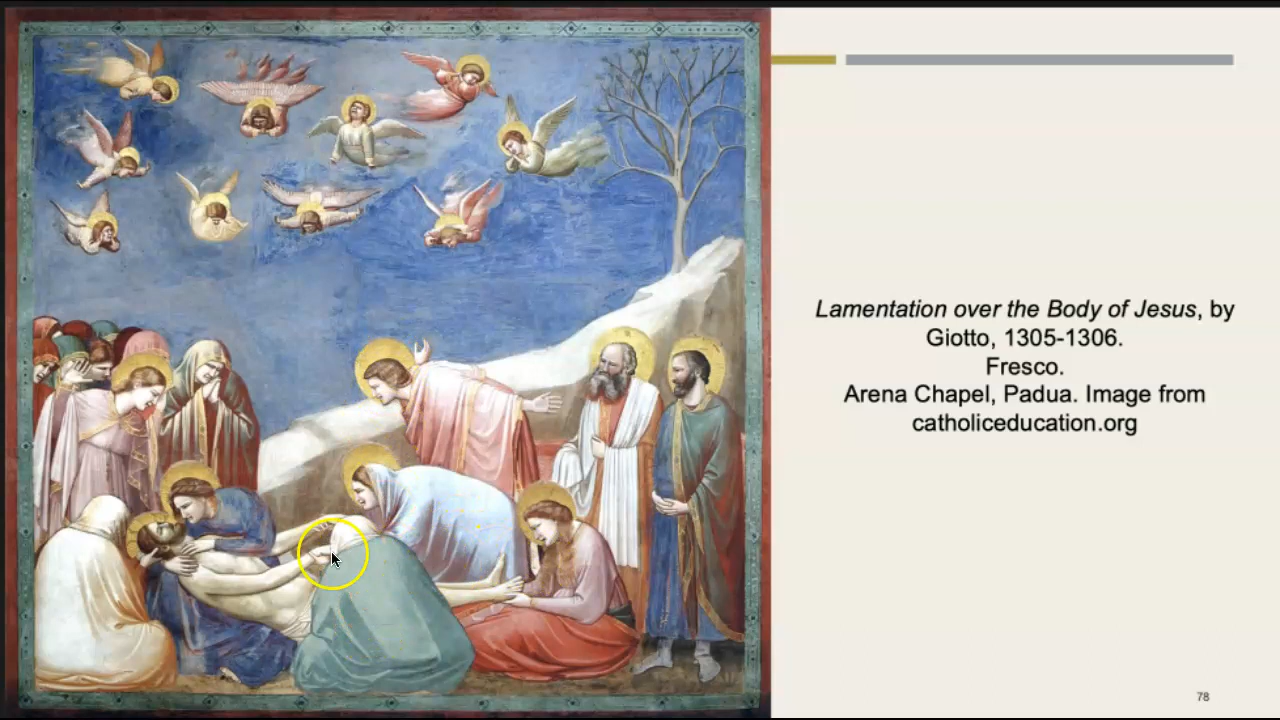 Lamentation over the Body of Jesus, by
Giotto, 1305-1306.
Fresco.
Arena Chapel, Padua. Image from
catholiceducation.org
78